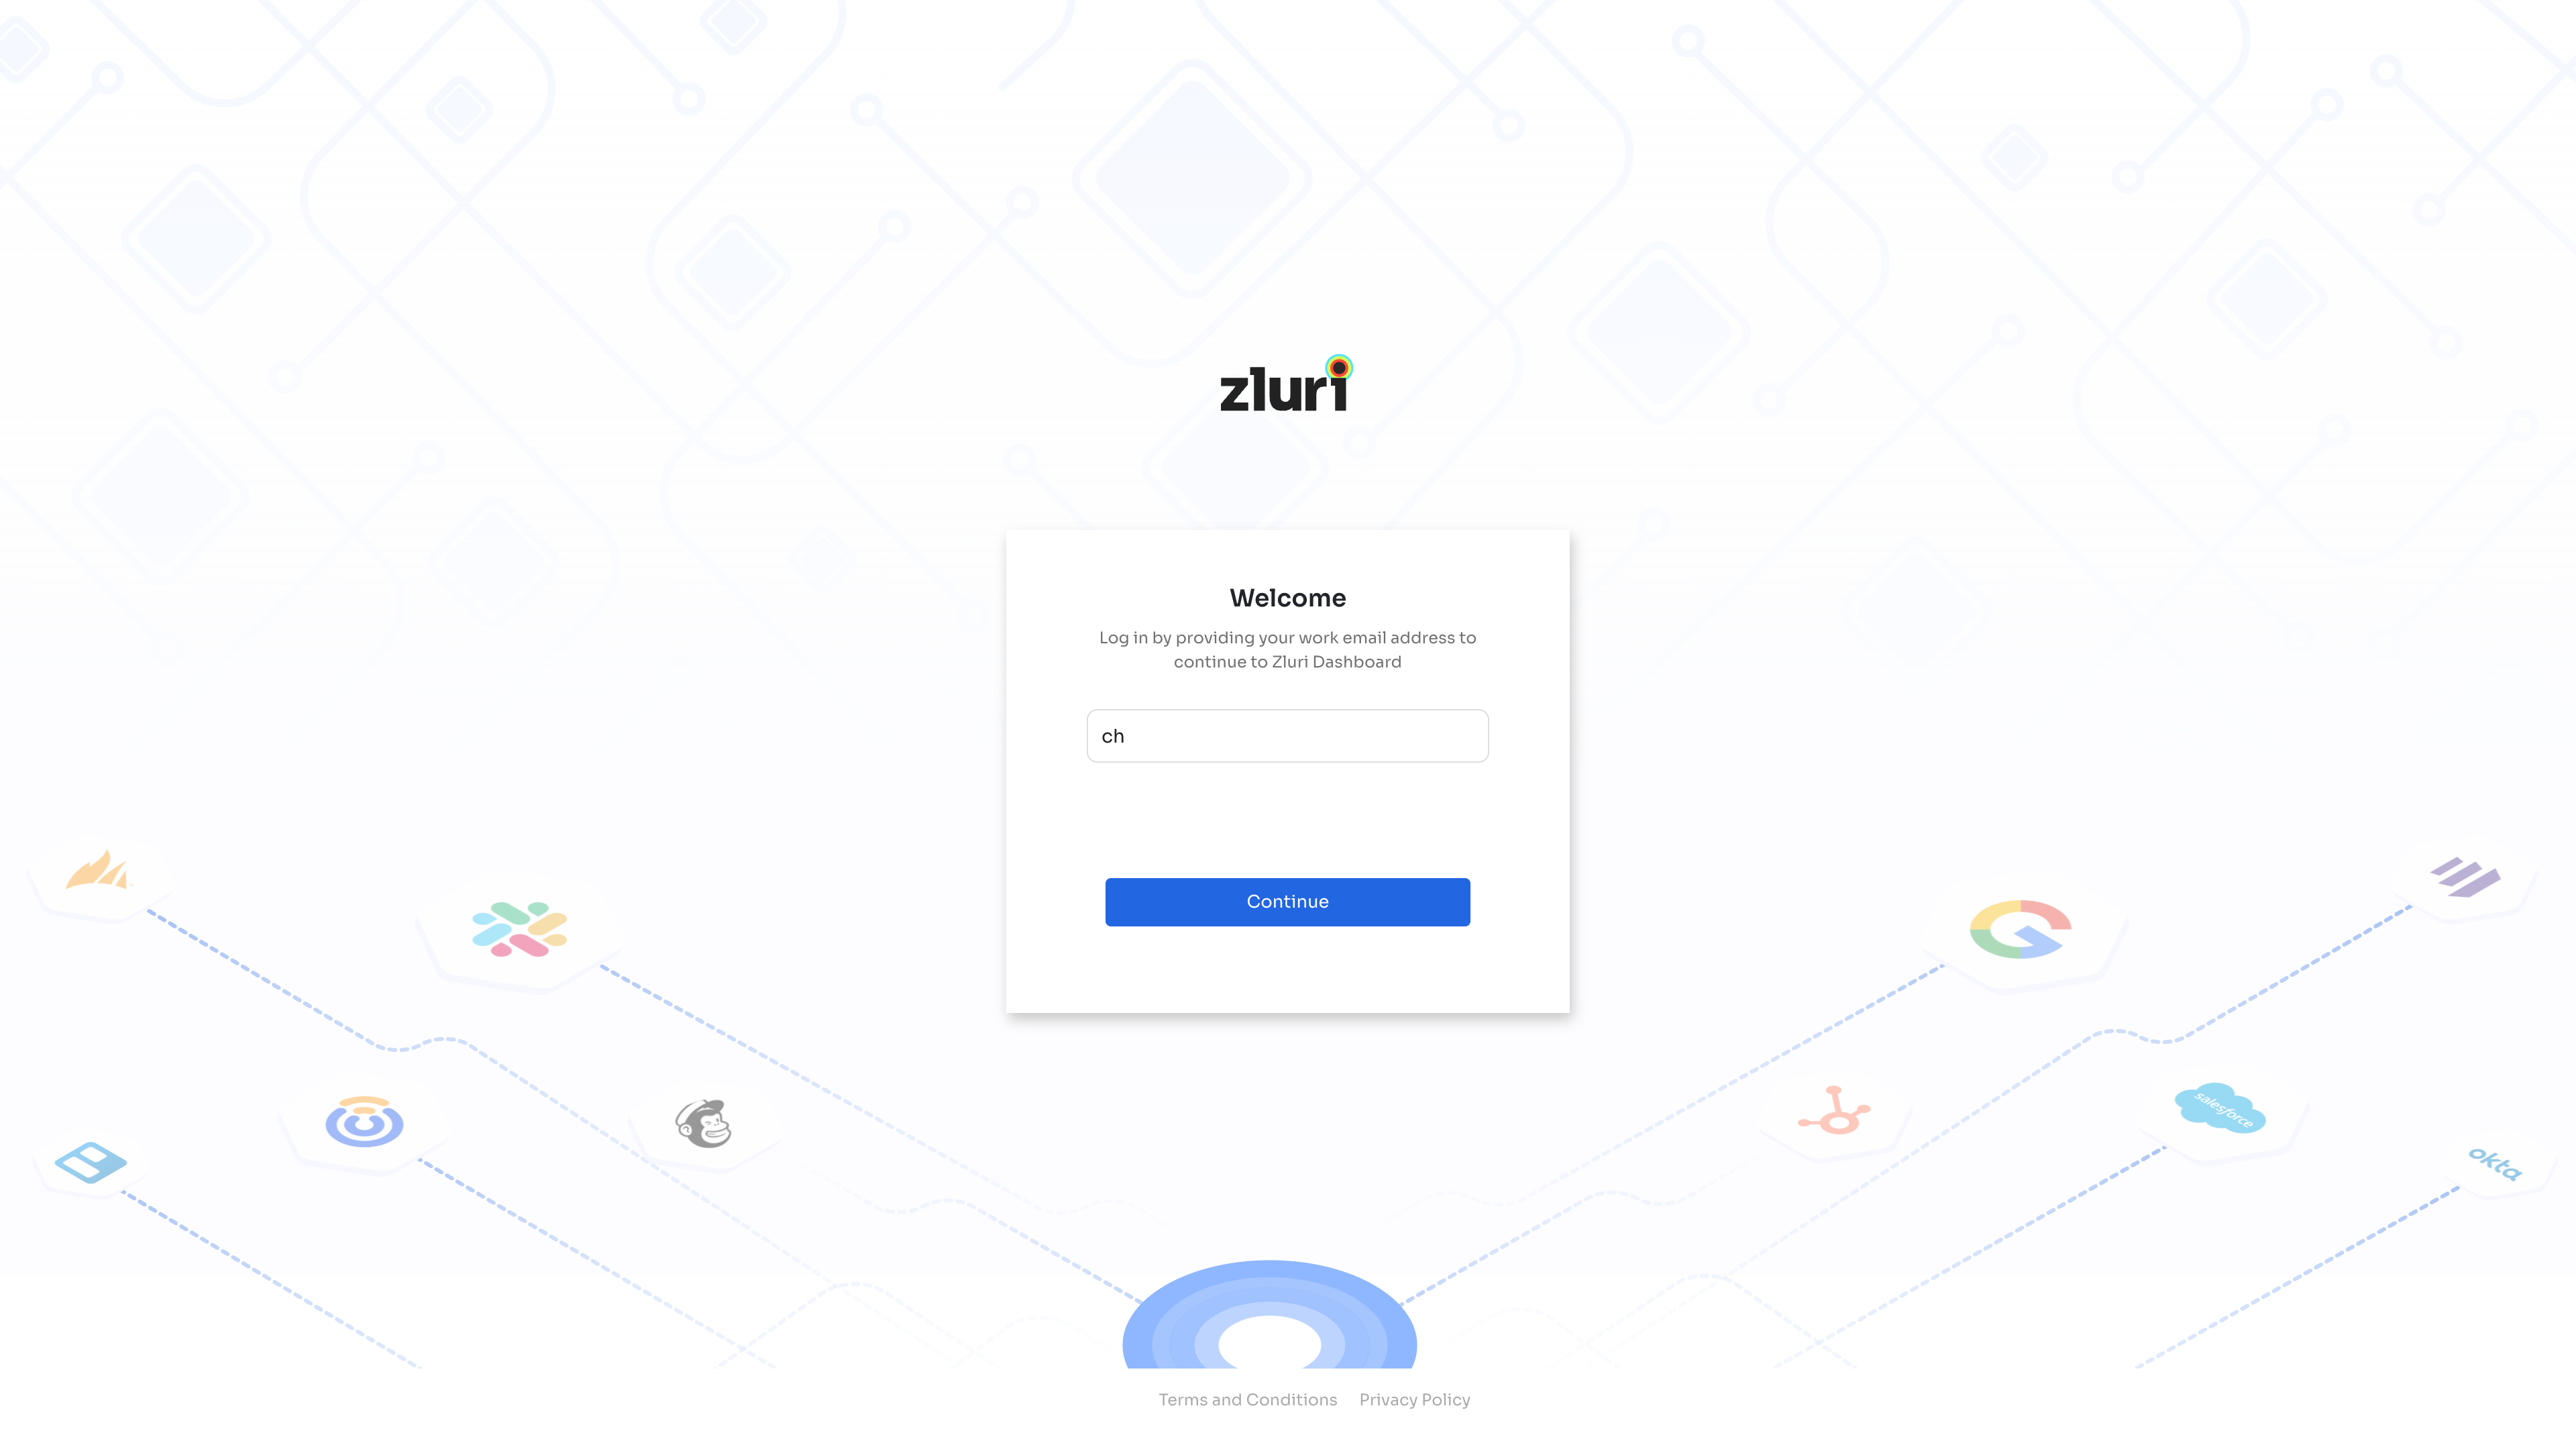 zluri
Welcome
Log in by providing your work email address to
continue to Zluri Dashboard
ch
Continue
salesforce
okta
Terms and Conditions Privacy Policy